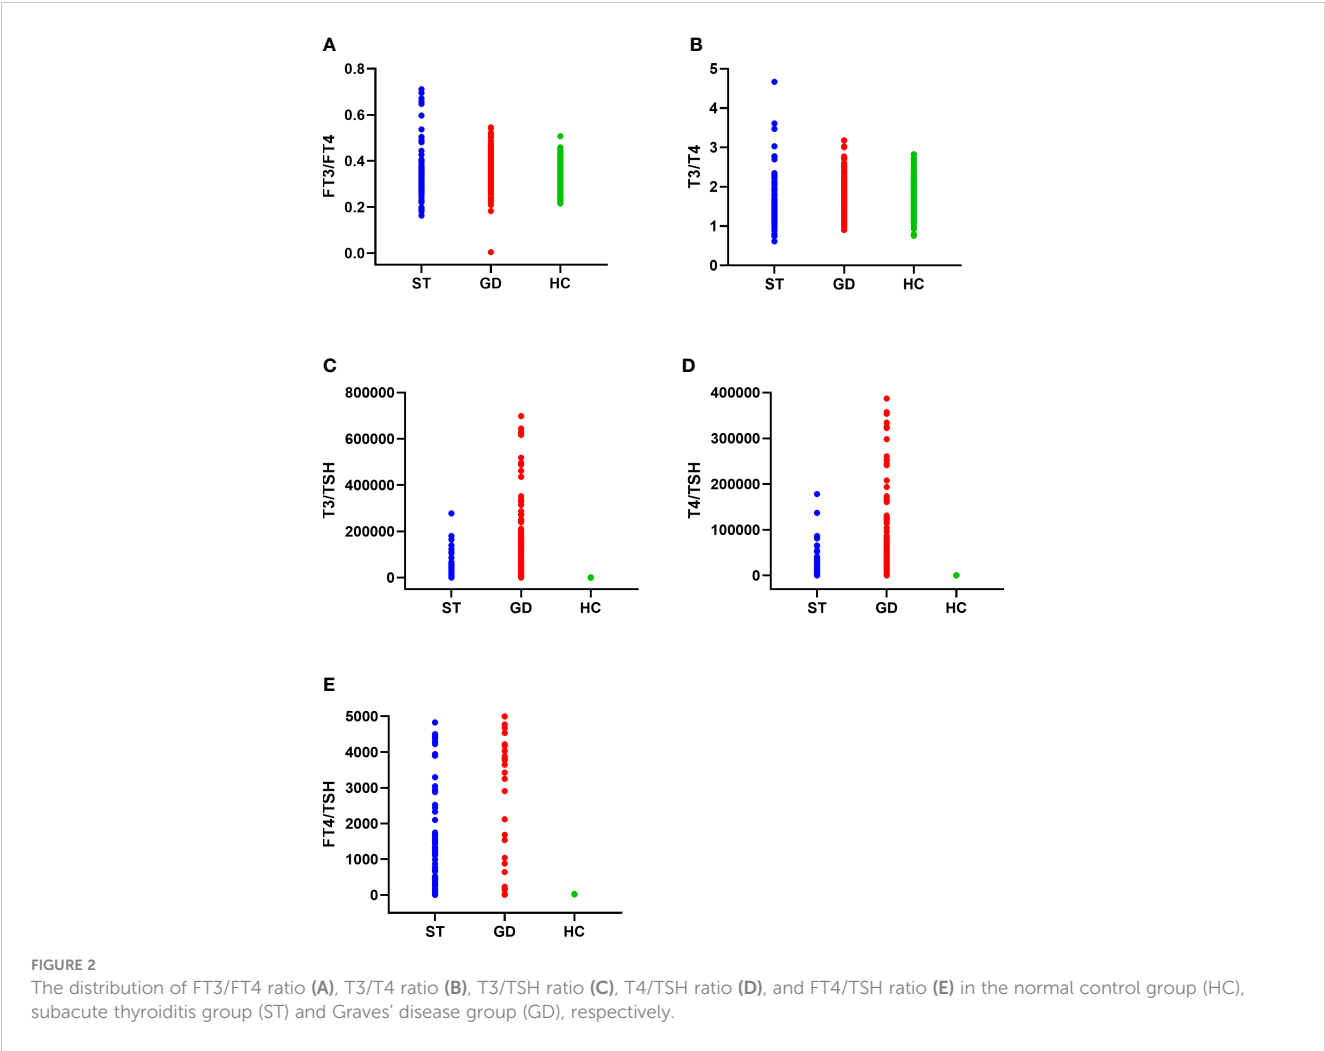 A
0.8
0.6
0.4
0.2
0.0
FT3/FT4
ST GD HC
B
5
4
3
2
1
0
T3/T4
ST GD HC
C
800000
600000
400000
200000
0
T3/TSH
ST GD HC
D
400000
300000
200000
100000
0
T4/TSH
ST GD HC
E
5000
4000
3000
2000
1000
0
FT4/TSH
ST GD HC
FIGURE 2
The distribution of FT3/FT4 ratio (A), T3/T4 ratio (B), T3/TSH ratio (C), T4/TSH ratio (D), and FT4/TSH ratio (E) in the normal control group (HC),
subacute thyroiditis group (ST) and Graves’ disease group (GD), respectively.